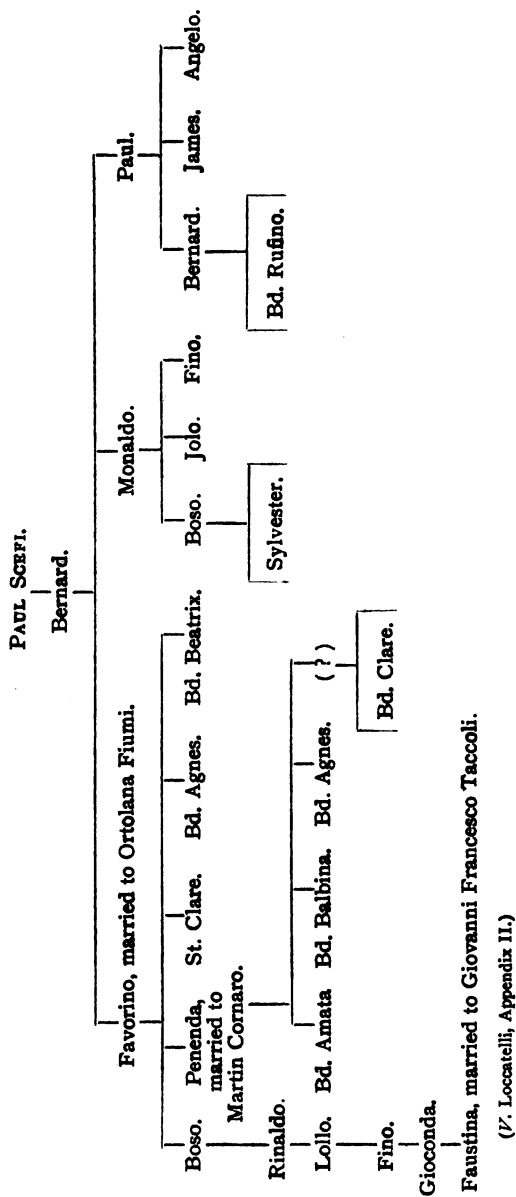 PAUL SCEFI.
Bernard.
Favorino, married to Ortolana Fiumi. Monaldo. Paul.
Boso. Penenda, St. Clare. Bd. Agnes. Bd. Beatrix. Boso. Jolo. Fino. Bernard. James. Angelo.
married to
Martin Cornaro.
Rinaldo. Sylvester. Bd. Rufino.
Lollo. Bd. Amata Bd. Balbina. Bd. Agnes. (?)
Fino. Bd. Clare.
Gioconda.
Faustina, married to Giovanni Francesco Taccoli.
(V. Loccatelli, Appendix II.)